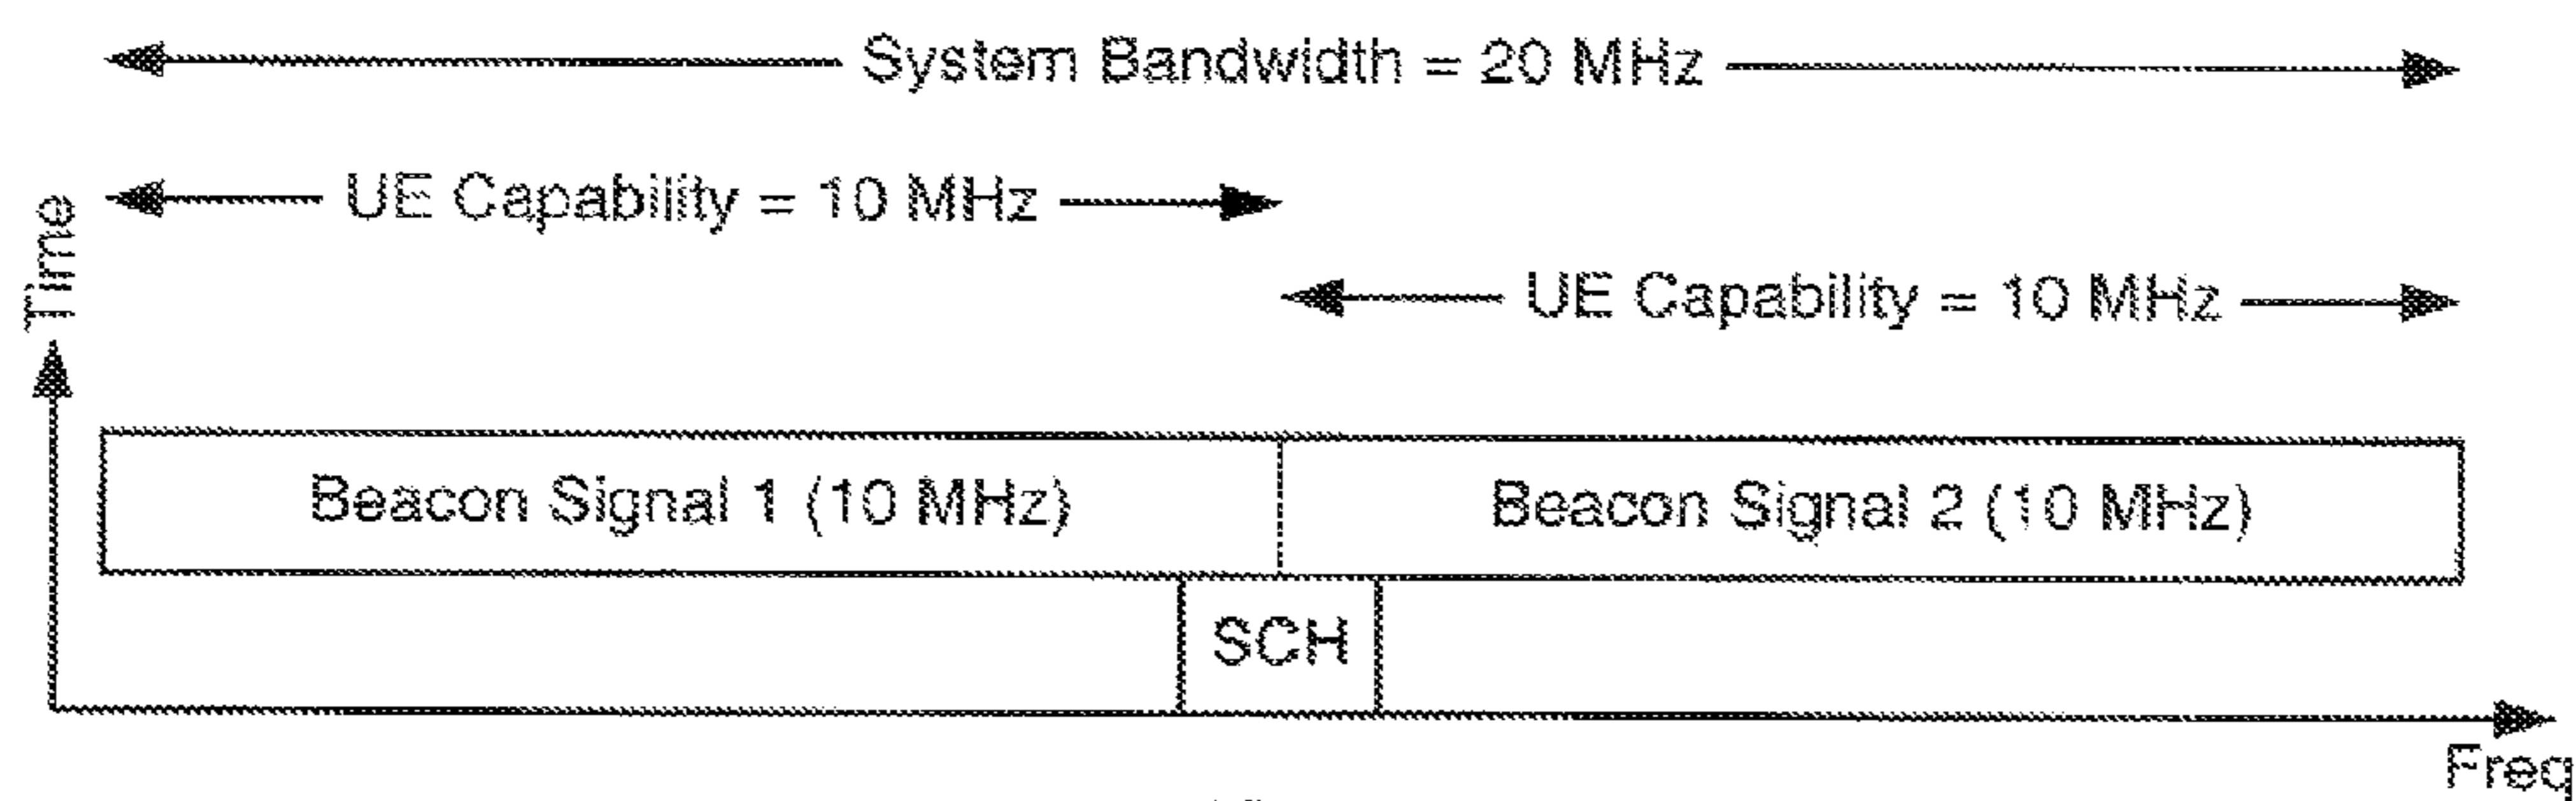 System Bandwidth = 20 MHz
UE Capability = 10 MHz
UE Capability = 10 MHz
Time
Beacon Signal 1 (10 MHz)
Beacon Signal 2 (10 MHz)
SCH
Freq